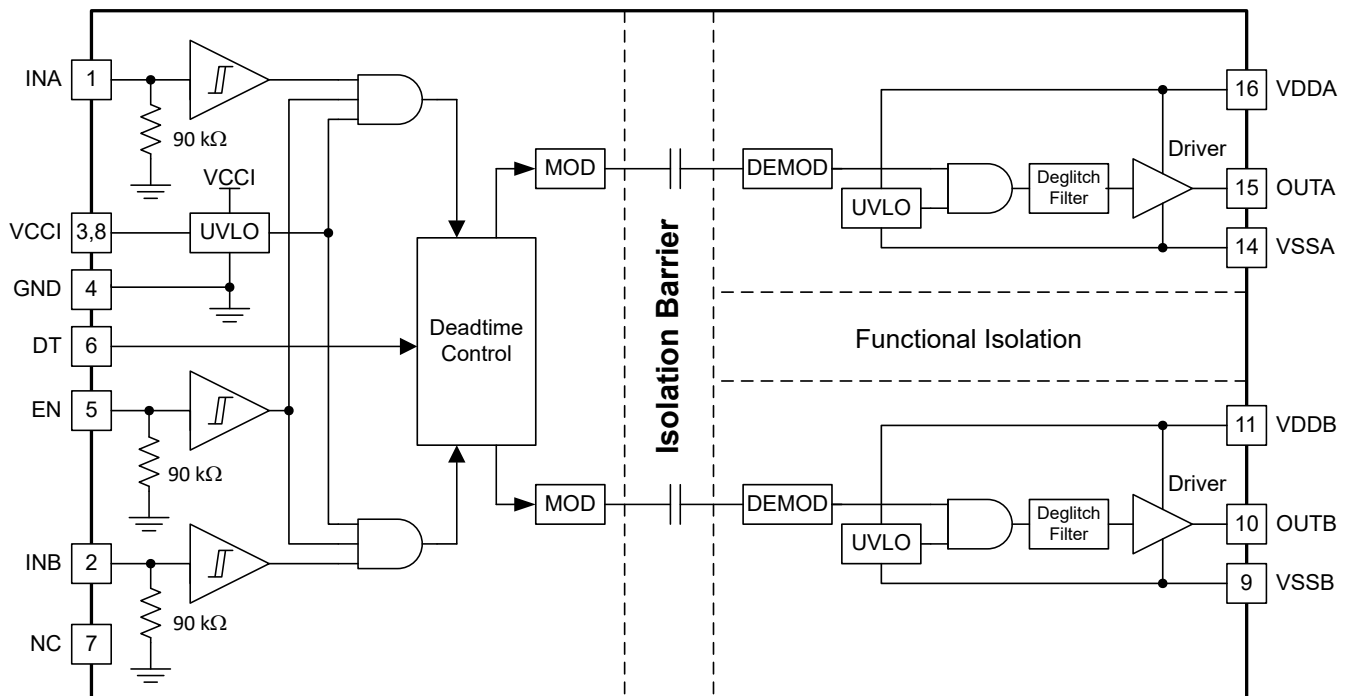 INA
1
90 kΩ
VCCI
VCCI
3,8
UVLO
GND
4
DT
6
EN
5
90 kΩ
INB
2
90 kΩ
NC
7
Deadtime
Control
MOD
MOD
Isolation Barrier
DEMOD
UVLO
Deglitch
Filter
Driver
16
VDDA
15
OUTA
14
VSSA
Functional Isolation
DEMOD
UVLO
Deglitch
Filter
Driver
11
VDDB
10
OUTB
9
VSSB